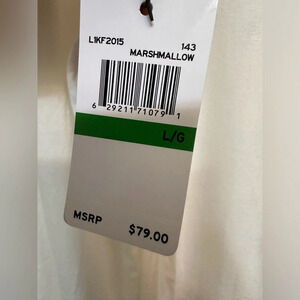 L1KF2015 143
MARSHMALLOW
6 29211 71079 1
L/G
MSRP $79.00